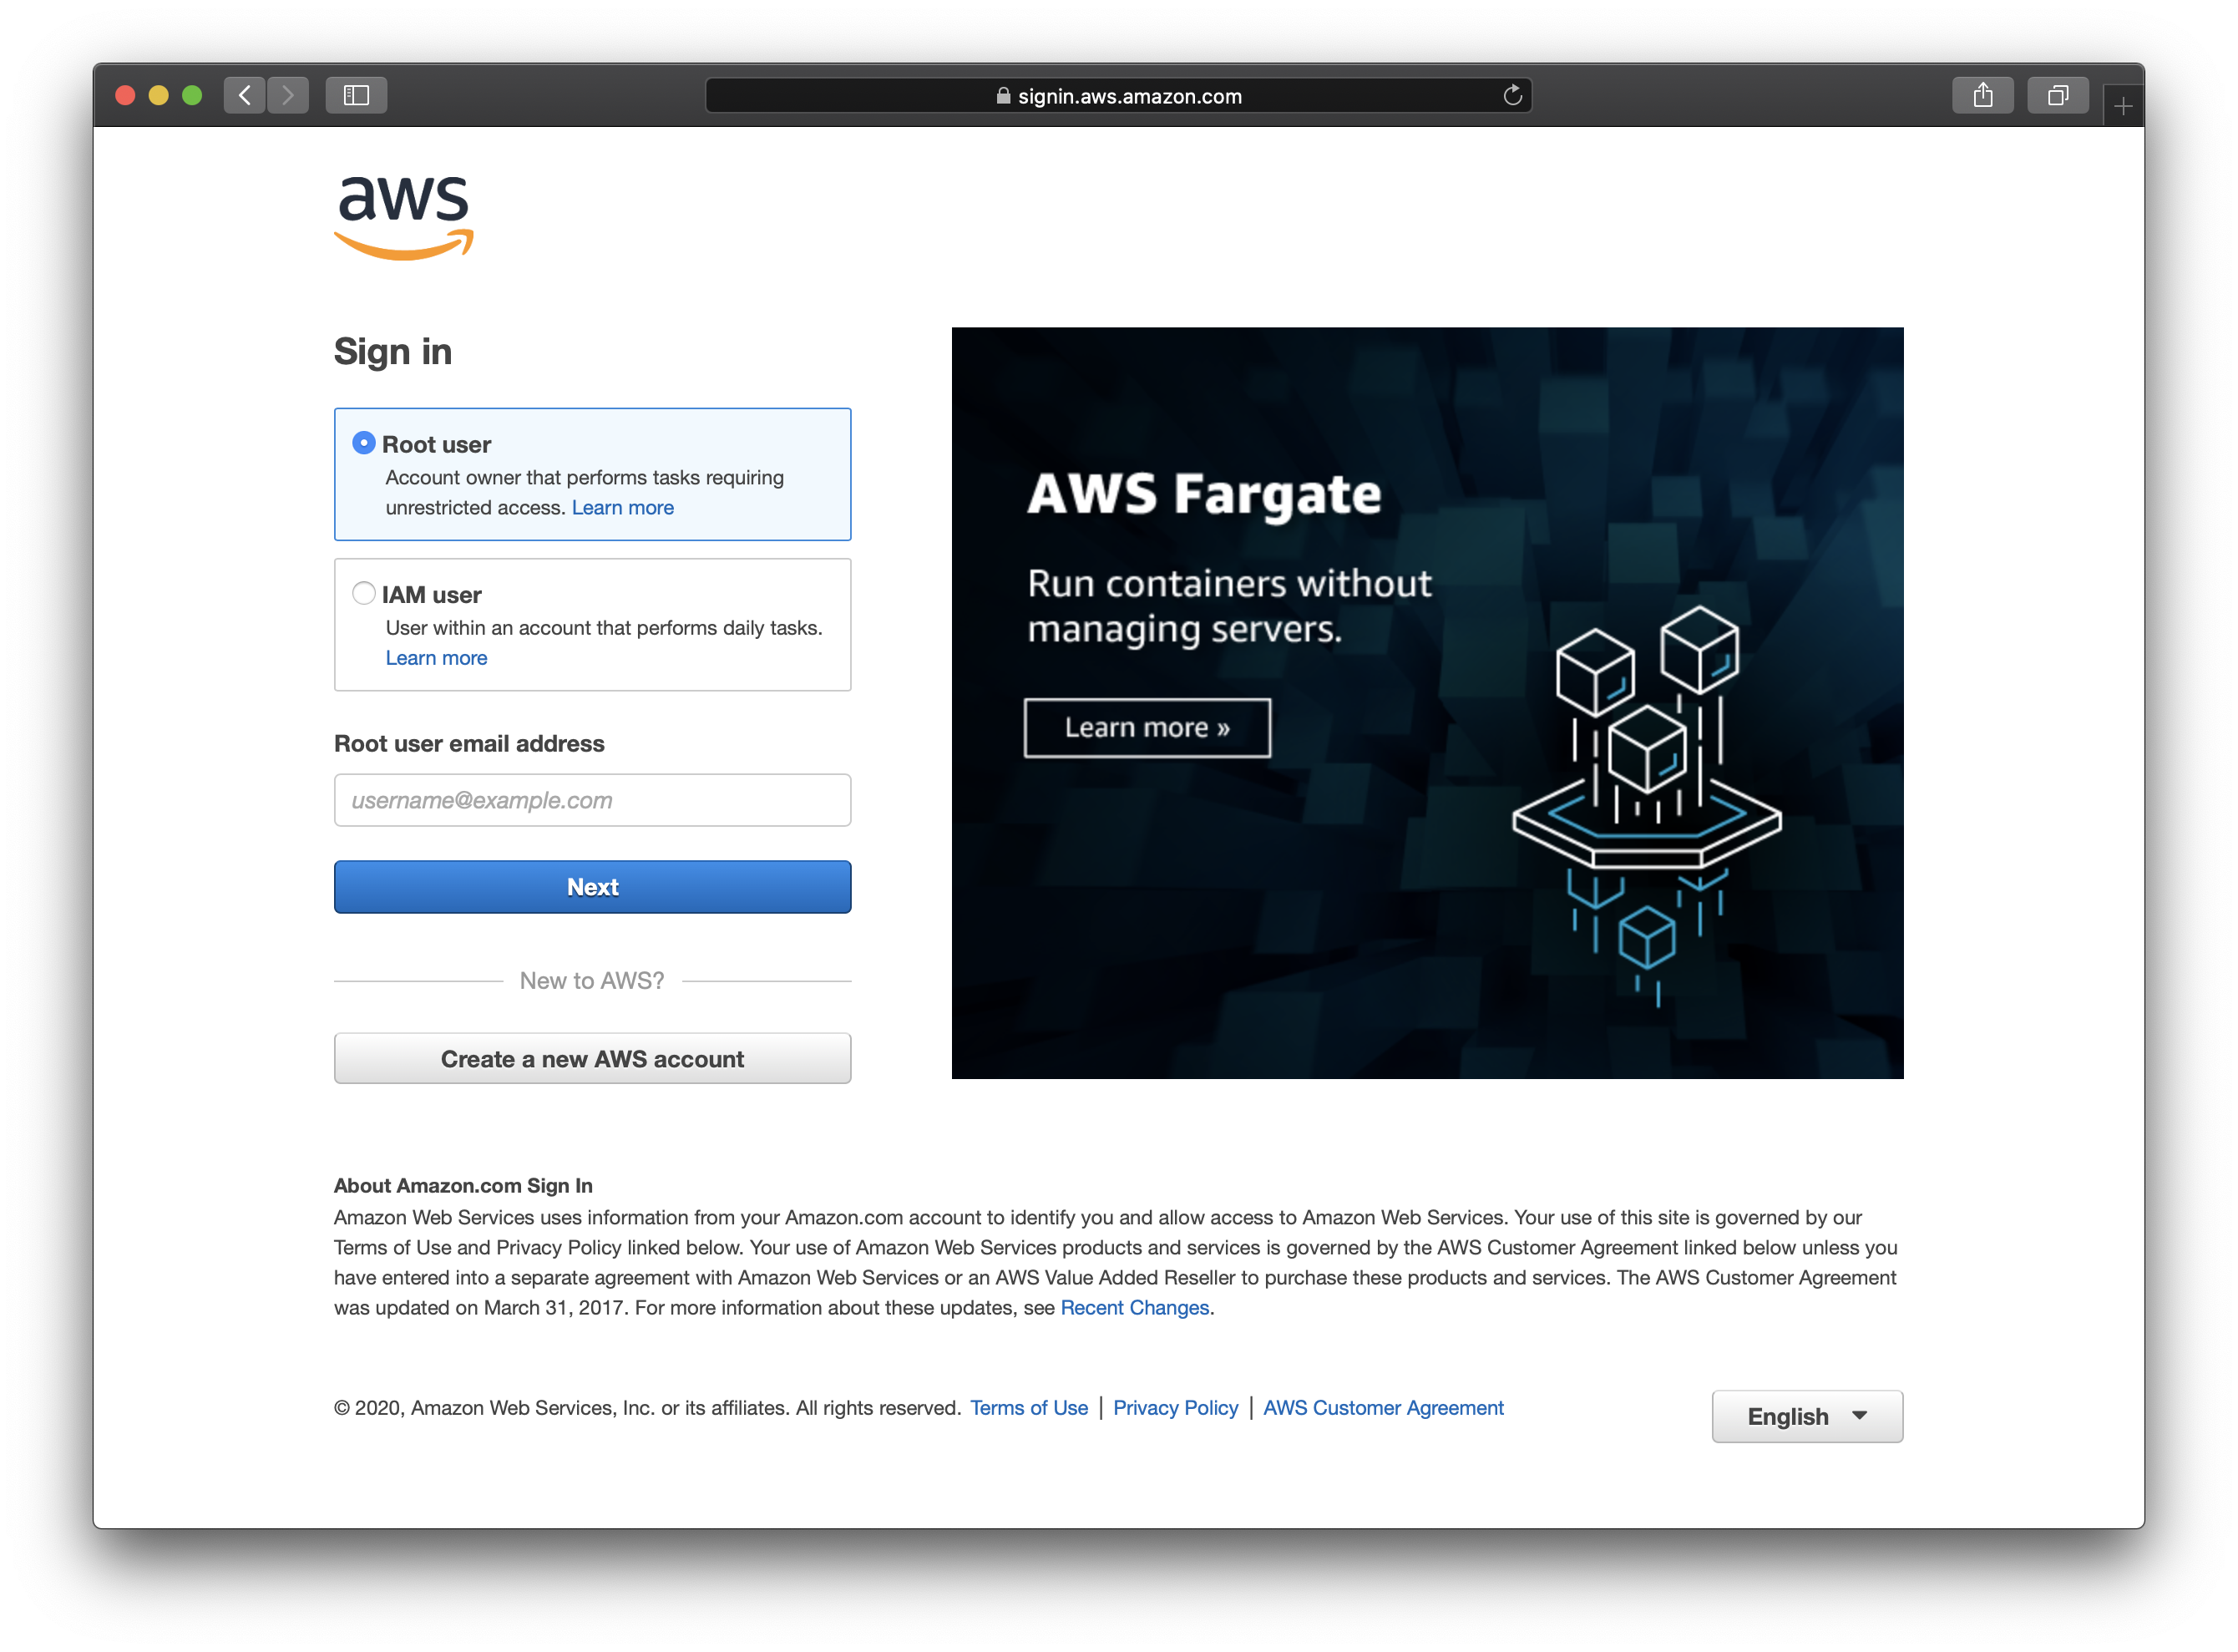 signin.aws.amazon.com
aws
Sign in
Root user
Account owner that performs tasks requiring
unrestricted access. Learn more
IAM user
User within an account that performs daily tasks.
Learn more
Root user email address
username@example.com
Next
New to AWS?
Create a new AWS account
AWS Fargate
Run containers without
managing servers.
Learn more »
About Amazon.com Sign In
Amazon Web Services uses information from your Amazon.com account to identify you and allow access to Amazon Web Services. Your use of this site is governed by our
Terms of Use and Privacy Policy linked below. Your use of Amazon Web Services products and services is governed by the AWS Customer Agreement linked below unless you
have entered into a separate agreement with Amazon Web Services or an AWS Value Added Reseller to purchase these products and services. The AWS Customer Agreement
was updated on March 31, 2017. For more information about these updates, see Recent Changes.
© 2020, Amazon Web Services, Inc. or its affiliates. All rights reserved. Terms of Use | Privacy Policy | AWS Customer Agreement
English